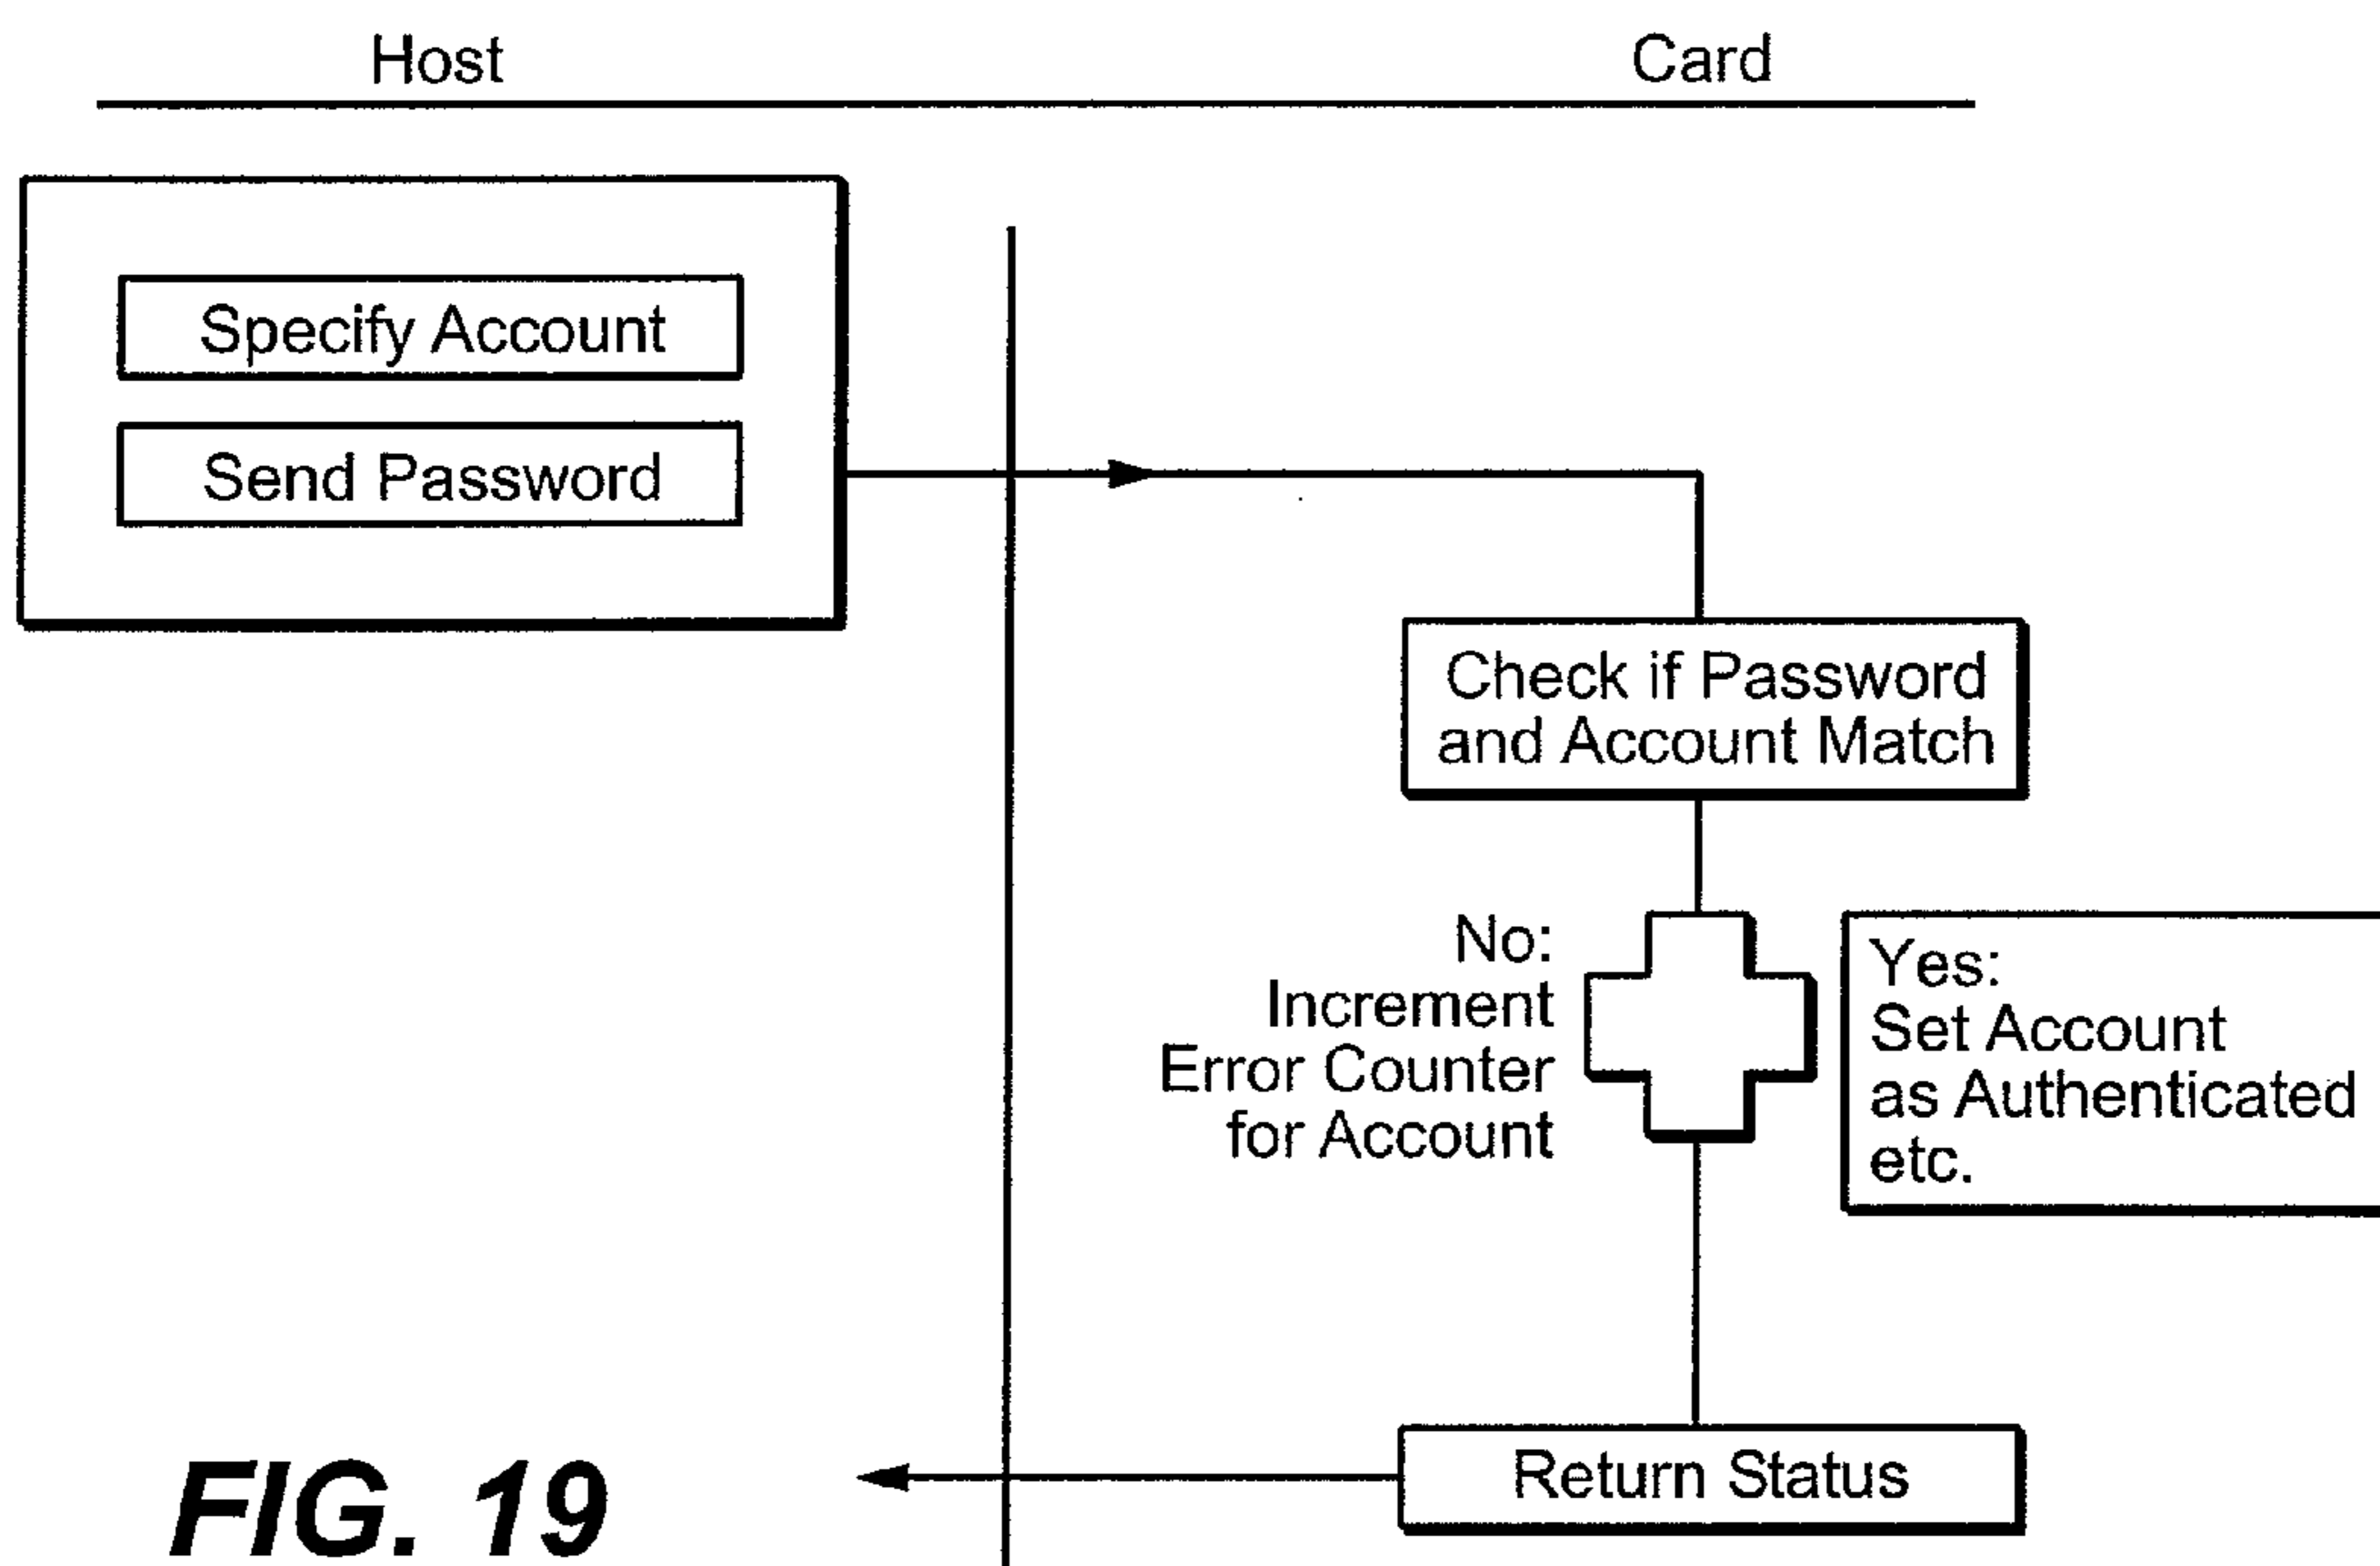 Host
Card
Specify Account
Send Password
Check if Password
and Account Match
No:
Increment
Error Counter
for Account
Yes:
Set Account
as Authenticated
etc.
Return Status
FIG. 19